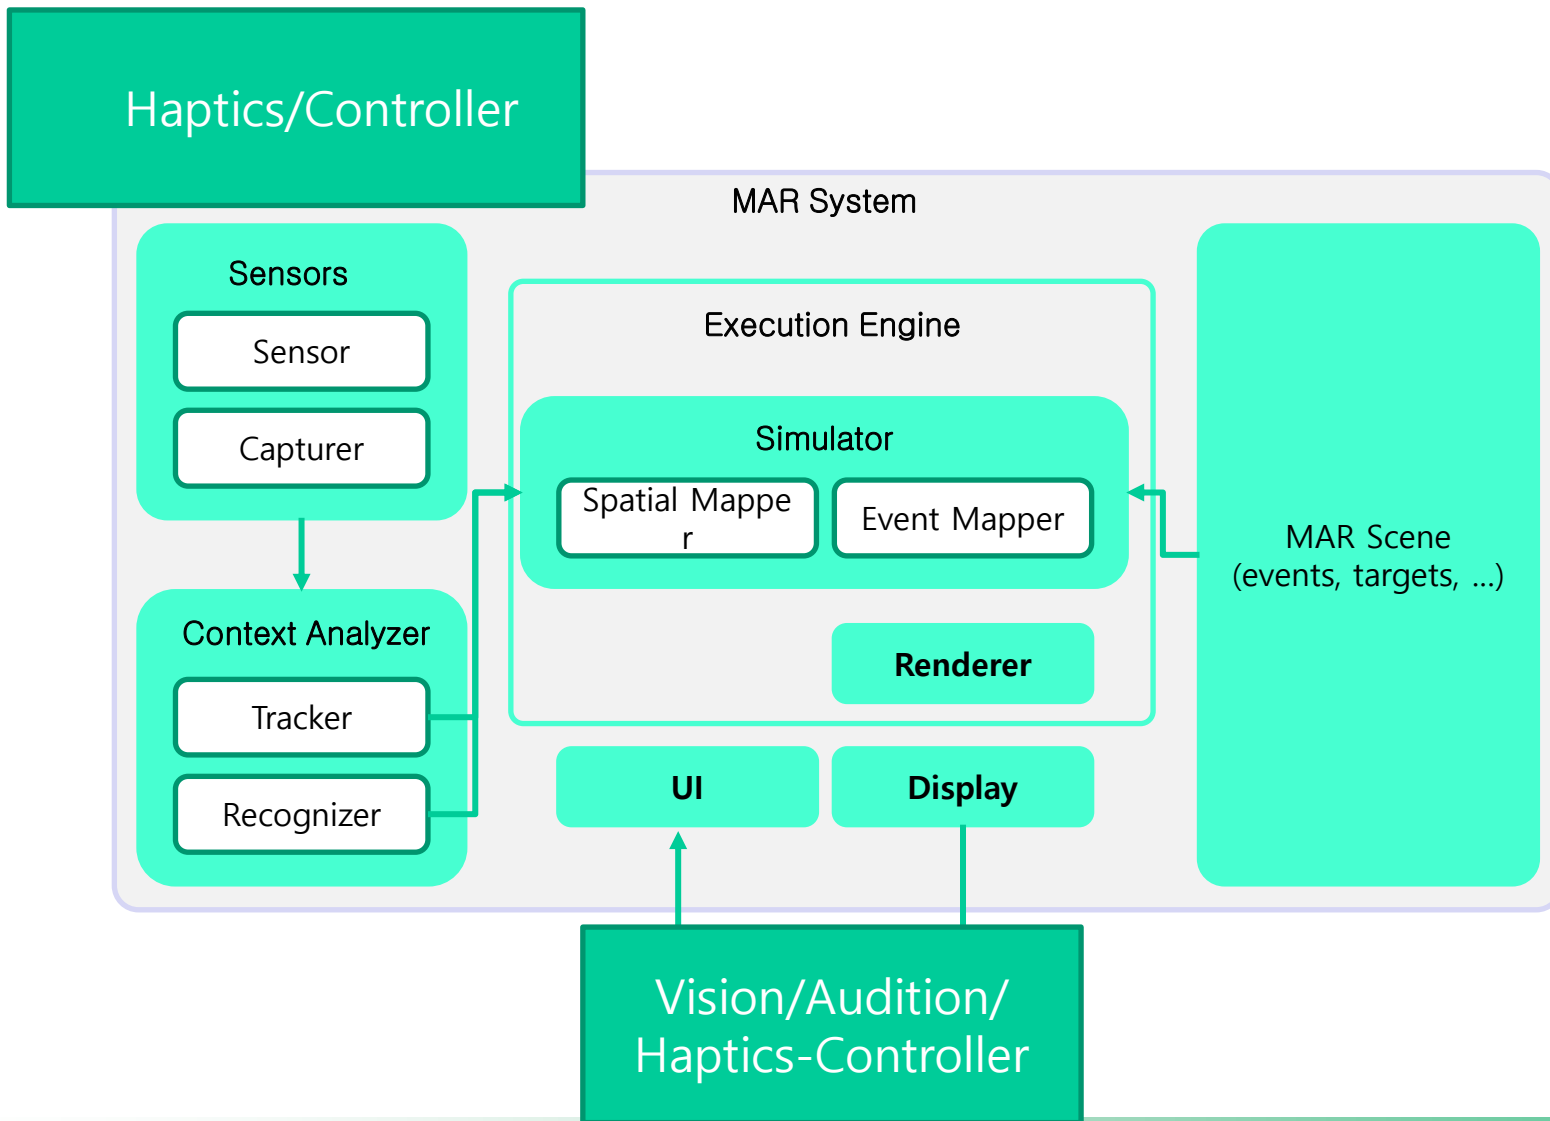 Haptics/Controller
MAR System
Sensors
Sensor
Capturer
Context Analyzer
Tracker
Recognizer
Execution Engine
Simulator
Spatial Mappe
r
Event Mapper
Renderer
UI
Display
MAR Scene
(events, targets, ...)
Vision/Audition/
Haptics-Controller